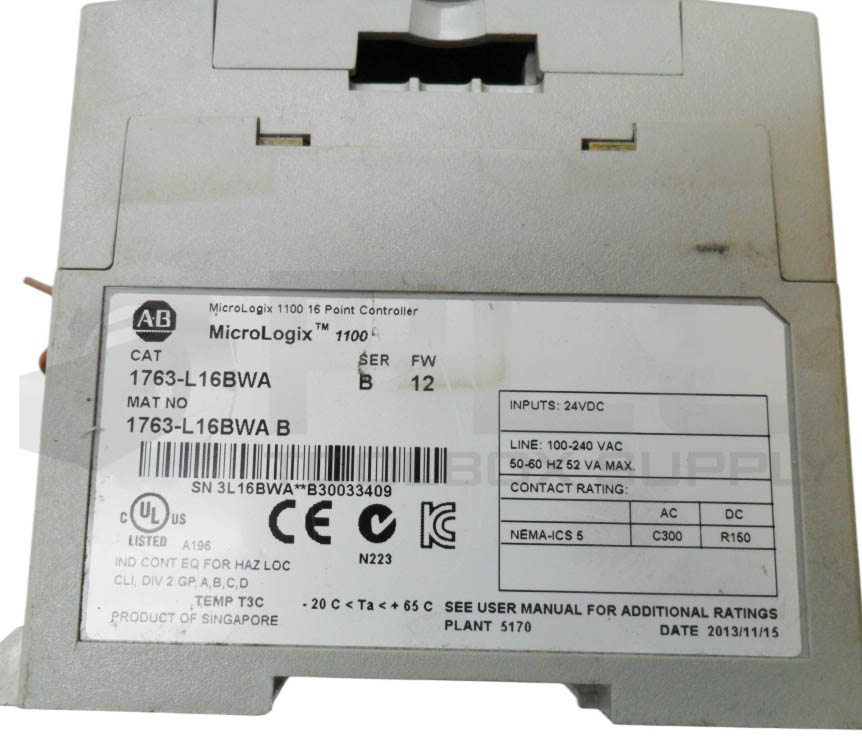 A-B
MicroLogix 1100 16 Point Controller
MicroLogix™ 1100
CAT SER FW
1763-L16BWA B 12
MAT NO
1763-L16BWA B
SN 3L16BWA**B30033409
C UL US
LISTED A196
CE
N223
KC
IND CONT EQ FOR HAZ LOC
CLI, DIV 2 GP, A,B,C,D
TEMP T3C - 20 C < Ta < + 65 C
PRODUCT OF SINGAPORE
INPUTS: 24VDC
LINE: 100-240 VAC
50-60 HZ 52 VA MAX.
CONTACT RATING:
AC DC
NEMA-ICS 5 C300 R150
SEE USER MANUAL FOR ADDITIONAL RATINGS
PLANT 5170 DATE 2013/11/15
BOX SUPPLY